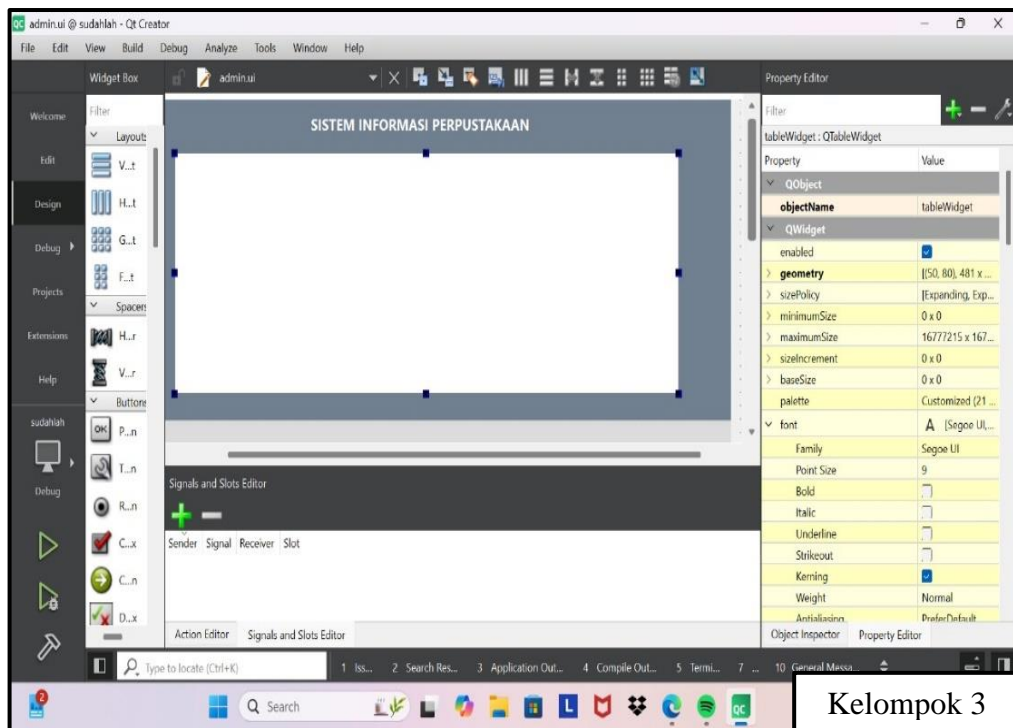 QC admin.ui @ sudahlah - Qt Creator
File Edit View Build Debug Analyze Tools Window Help
Widget Box
admin.ui
Property Editor
Welcome
Edit
Design
Debug
Projects
Extensions
Help
sudahlah
Debug
Filter
Layouts
V...t
H...t
G...t
F...t
Spacers
H...r
V...r
Buttons
OK P...n
T...n
R...n
C...x
C...n
D...x
SISTEM INFORMASI PERPUSTAKAAN
Signals and Slots Editor
Sender Signal Receiver Slot
Action Editor Signals and Slots Editor
Filter
tableWidget : QTableWidget
Property Value
QObject
objectName tableWidget
QWidget
enabled
geometry [(50, 80), 481 x ...
sizePolicy [Expanding, Exp...
minimumSize 0 x 0
maximumSize 16777215 x 167...
sizeIncrement 0 x 0
baseSize 0 x 0
palette Customized (21 ...
font A [Segoe UI,...
Family Segoe UI
Point Size 9
Bold
Italic
Underline
Strikeout
Kerning
Weight Normal
Antialiasing PreferDefault
Object Inspector Property Editor
Type to locate (Ctrl+K) 1 Iss... 2 Search Res... 3 Application Out... 4 Compile Out... 5 Termi... 7 ... 10 General Messa...
2 Search L QC
Kelompok 3